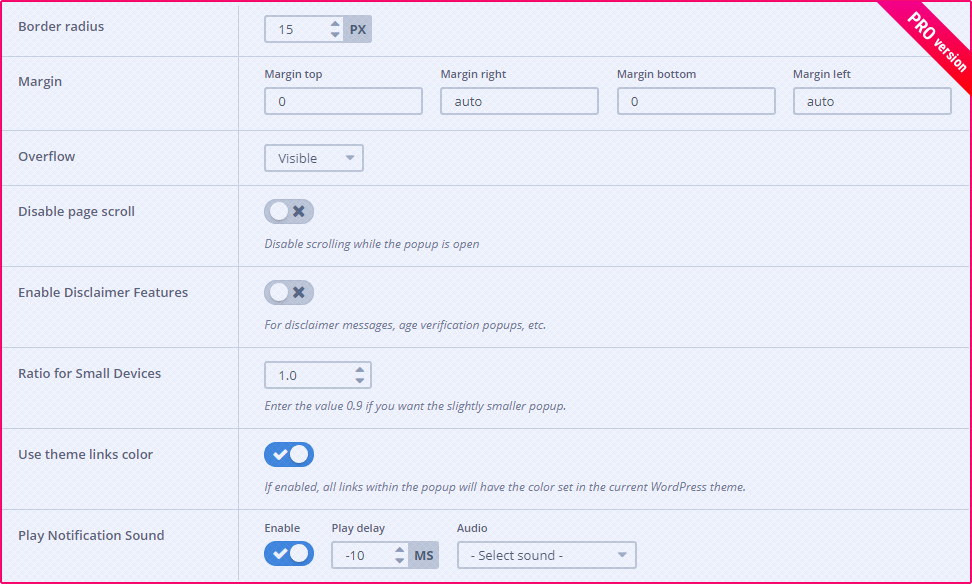 PRO version
Border radius
15 PX
Margin
Margin top Margin right Margin bottom Margin left
0 auto 0 auto
Overflow
Visible
Disable page scroll
Disable scrolling while the popup is open
Enable Disclaimer Features
For disclaimer messages, age verification popups, etc.
Ratio for Small Devices
1.0
Enter the value 0.9 if you want the slightly smaller popup.
Use theme links color
If enabled, all links within the popup will have the color set in the current WordPress theme.
Play Notification Sound
Enable Play delay Audio
-10 MS - Select sound -